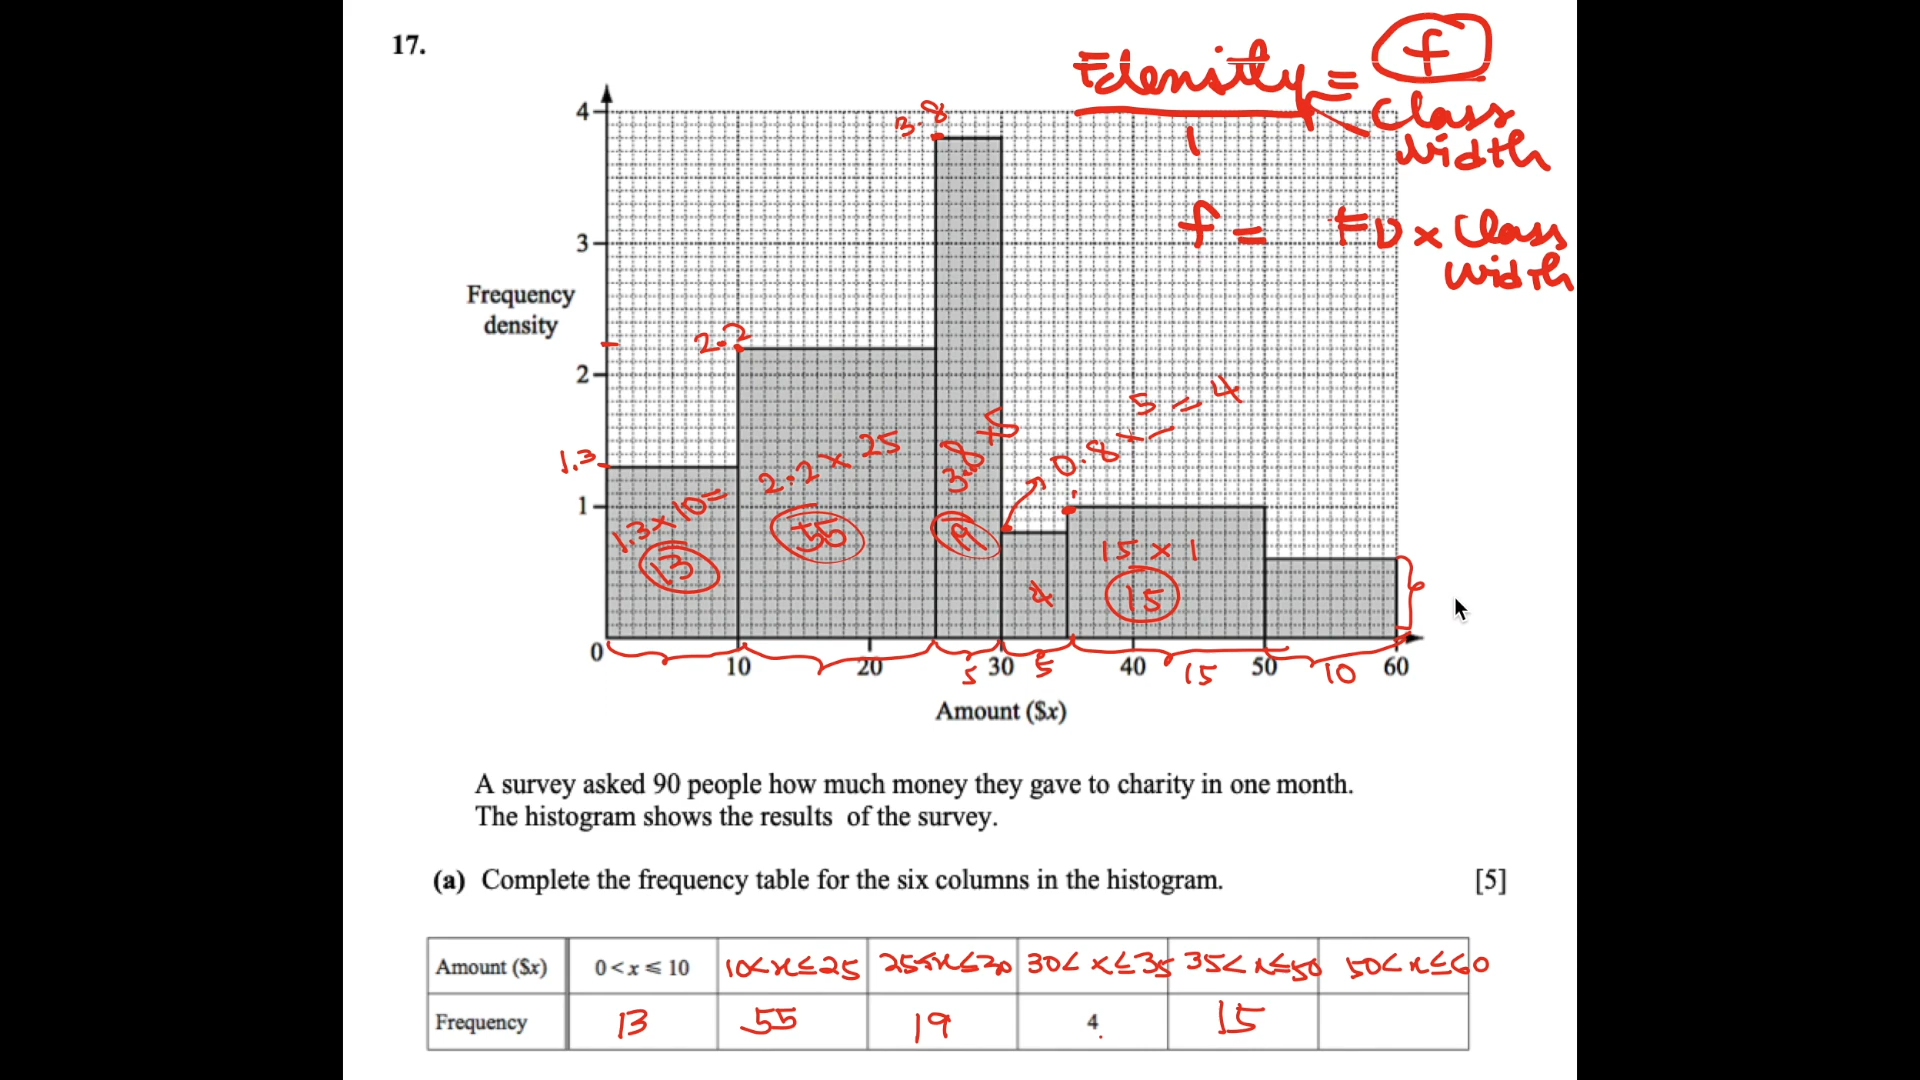 17.
Fdensity = f
Class
width
f = FD x Class
width
4
3
2
1
0
Frequency
density
3.8
2.2
1.3
1.3 x 10 =
13
2.2 x 25
55
3.8 x 5
19
0.8 x 5 = 4
4
15 x 1
15
10
20
30
40
50
60
5
5
15
10
Amount ($x)
A survey asked 90 people how much money they gave to charity in one month.
The histogram shows the results of the survey.
(a) Complete the frequency table for the six columns in the histogram. [5]
Amount ($x) 0 < x ⩽ 10 10<x≤25 25<x≤30 30< x≤35 35<x≤50 50<x≤60
Frequency 13 55 19 4 15